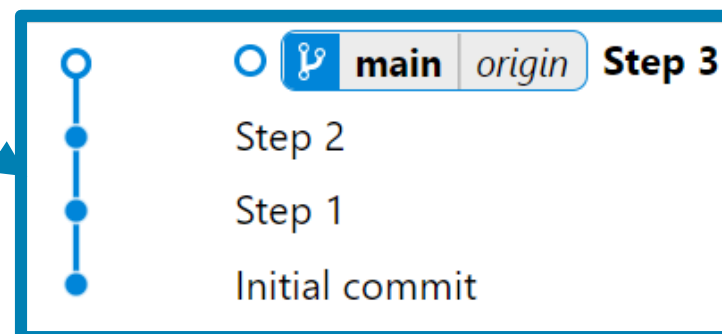 main origin Step 3
Step 2
Step 1
Initial commit